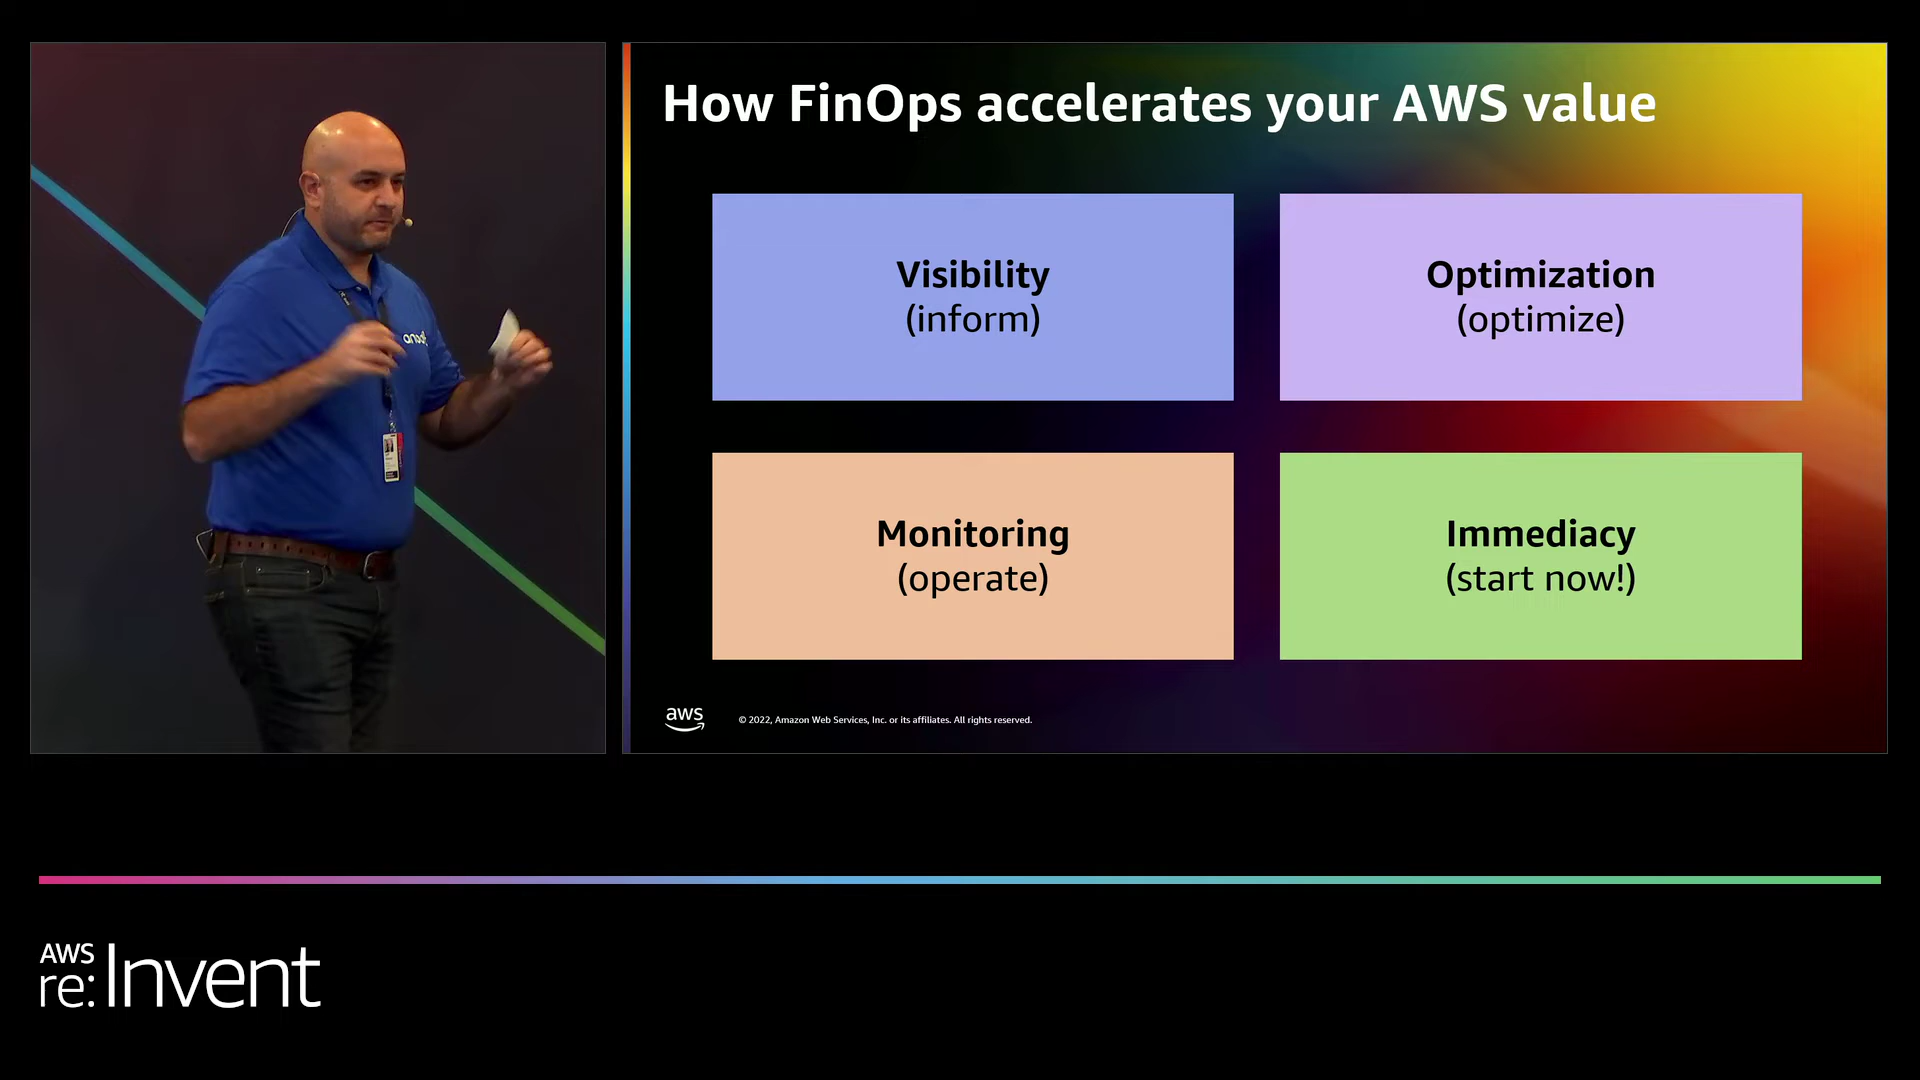 How FinOps accelerates your AWS value
Visibility
(inform)
Optimization
(optimize)
Monitoring
(operate)
Immediacy
(start now!)
aws
© 2022, Amazon Web Services, Inc. or its affiliates. All rights reserved.
AWS
re:Invent